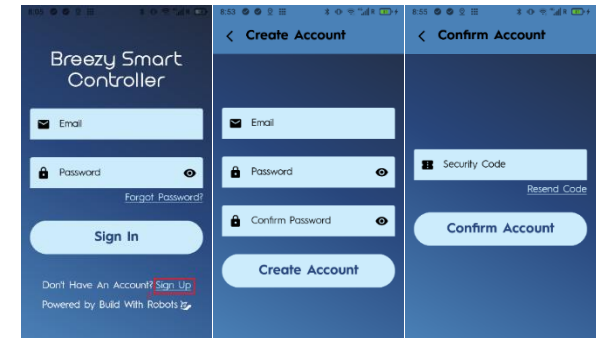 8:05
Breezy Smart
Controller
Email
Password
Forgot Password?
Sign In
Don't Have An Account? Sign Up
Powered by Build With Robots
8:53
Create Account
Email
Password
Confirm Password
Create Account
8:55
Confirm Account
Security Code
Resend Code
Confirm Account